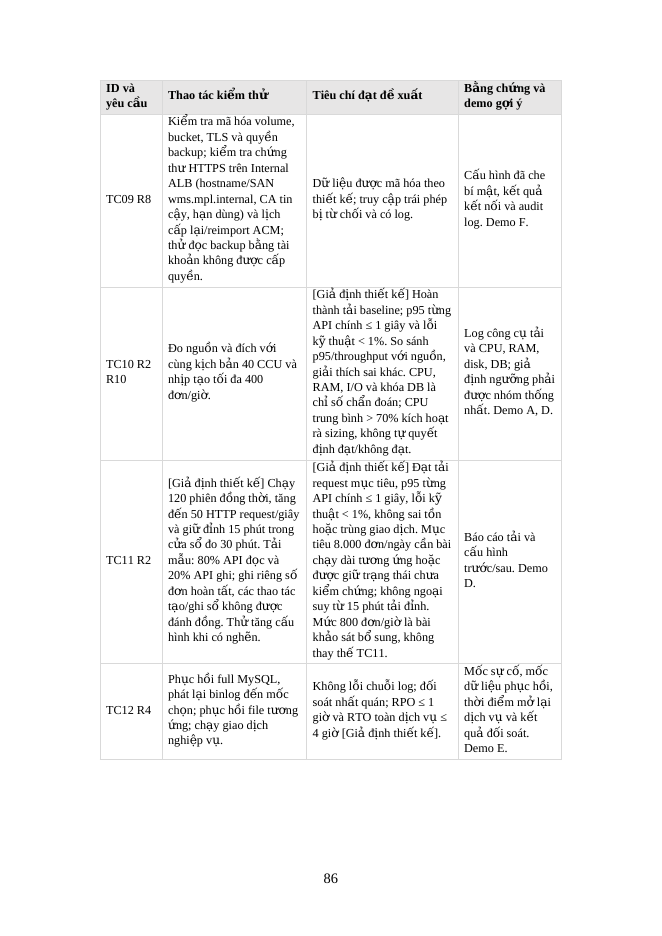 ID và
yêu cầu
Thao tác kiểm thử
Tiêu chí đạt đề xuất
Bằng chứng và
demo gợi ý
TC09 R8
Kiểm tra mã hóa volume,
bucket, TLS và quyền
backup; kiểm tra chứng
thư HTTPS trên Internal
ALB (hostname/SAN
wms.mpl.internal, CA tin
cậy, hạn dùng) và lịch
cấp lại/reimport ACM;
thử đọc backup bằng tài
khoản không được cấp
quyền.
Dữ liệu được mã hóa theo
thiết kế; truy cập trái phép
bị từ chối và có log.
Cấu hình đã che
bí mật, kết quả
kết nối và audit
log. Demo F.
TC10 R2
R10
Đo nguồn và đích với
cùng kịch bản 40 CCU và
nhịp tạo tối đa 400
đơn/giờ.
[Giả định thiết kế] Hoàn
thành tải baseline; p95 từng
API chính ≤ 1 giây và lỗi
kỹ thuật < 1%. So sánh
p95/throughput với nguồn,
giải thích sai khác. CPU,
RAM, I/O và khóa DB là
chỉ số chẩn đoán; CPU
trung bình > 70% kích hoạt
rà sizing, không tự quyết
định đạt/không đạt.
Log công cụ tải
và CPU, RAM,
disk, DB; giả
định ngưỡng phải
được nhóm thống
nhất. Demo A, D.
TC11 R2
[Giả định thiết kế] Chạy
120 phiên đồng thời, tăng
đến 50 HTTP request/giây
và giữ đỉnh 15 phút trong
cửa sổ đo 30 phút. Tải
mẫu: 80% API đọc và
20% API ghi; ghi riêng số
đơn hoàn tất, các thao tác
tạo/ghi sổ không được
đánh đồng. Thử tăng cấu
hình khi có nghẽn.
[Giả định thiết kế] Đạt tải
request mục tiêu, p95 từng
API chính ≤ 1 giây, lỗi kỹ
thuật < 1%, không sai tồn
hoặc trùng giao dịch. Mục
tiêu 8.000 đơn/ngày cần bài
chạy dài tương ứng hoặc
được giữ trạng thái chưa
kiểm chứng; không ngoại
suy từ 15 phút tải đỉnh.
Mức 800 đơn/giờ là bài
khảo sát bổ sung, không
thay thế TC11.
Báo cáo tải và
cấu hình
trước/sau. Demo
D.
TC12 R4
Phục hồi full MySQL,
phát lại binlog đến mốc
chọn; phục hồi file tương
ứng; chạy giao dịch
nghiệp vụ.
Không lỗi chuỗi log; đối
soát nhất quán; RPO ≤ 1
giờ và RTO toàn dịch vụ ≤
4 giờ [Giả định thiết kế].
Mốc sự cố, mốc
dữ liệu phục hồi,
thời điểm mở lại
dịch vụ và kết
quả đối soát.
Demo E.
86